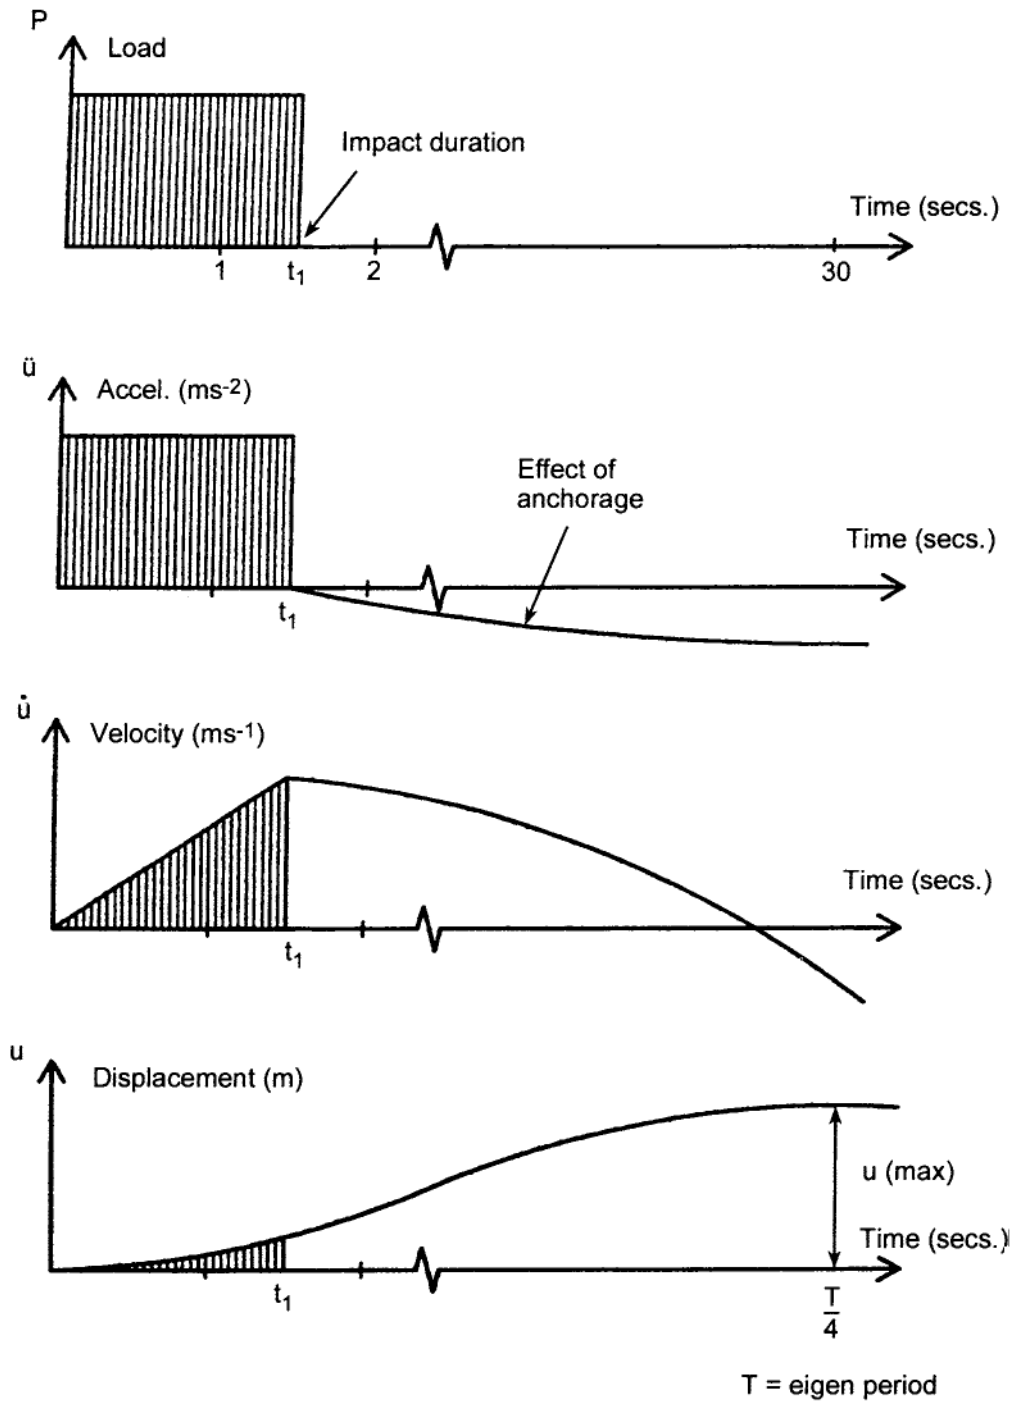 P
Load
Impact duration
Time (secs.)
1
t1
2
30
ü
Accel. (ms-2)
Effect of
anchorage
Time (secs.)
t1
u̇
Velocity (ms-1)
Time (secs.)
t1
u
Displacement (m)
u (max)
Time (secs.)
t1
T
4
T = eigen period